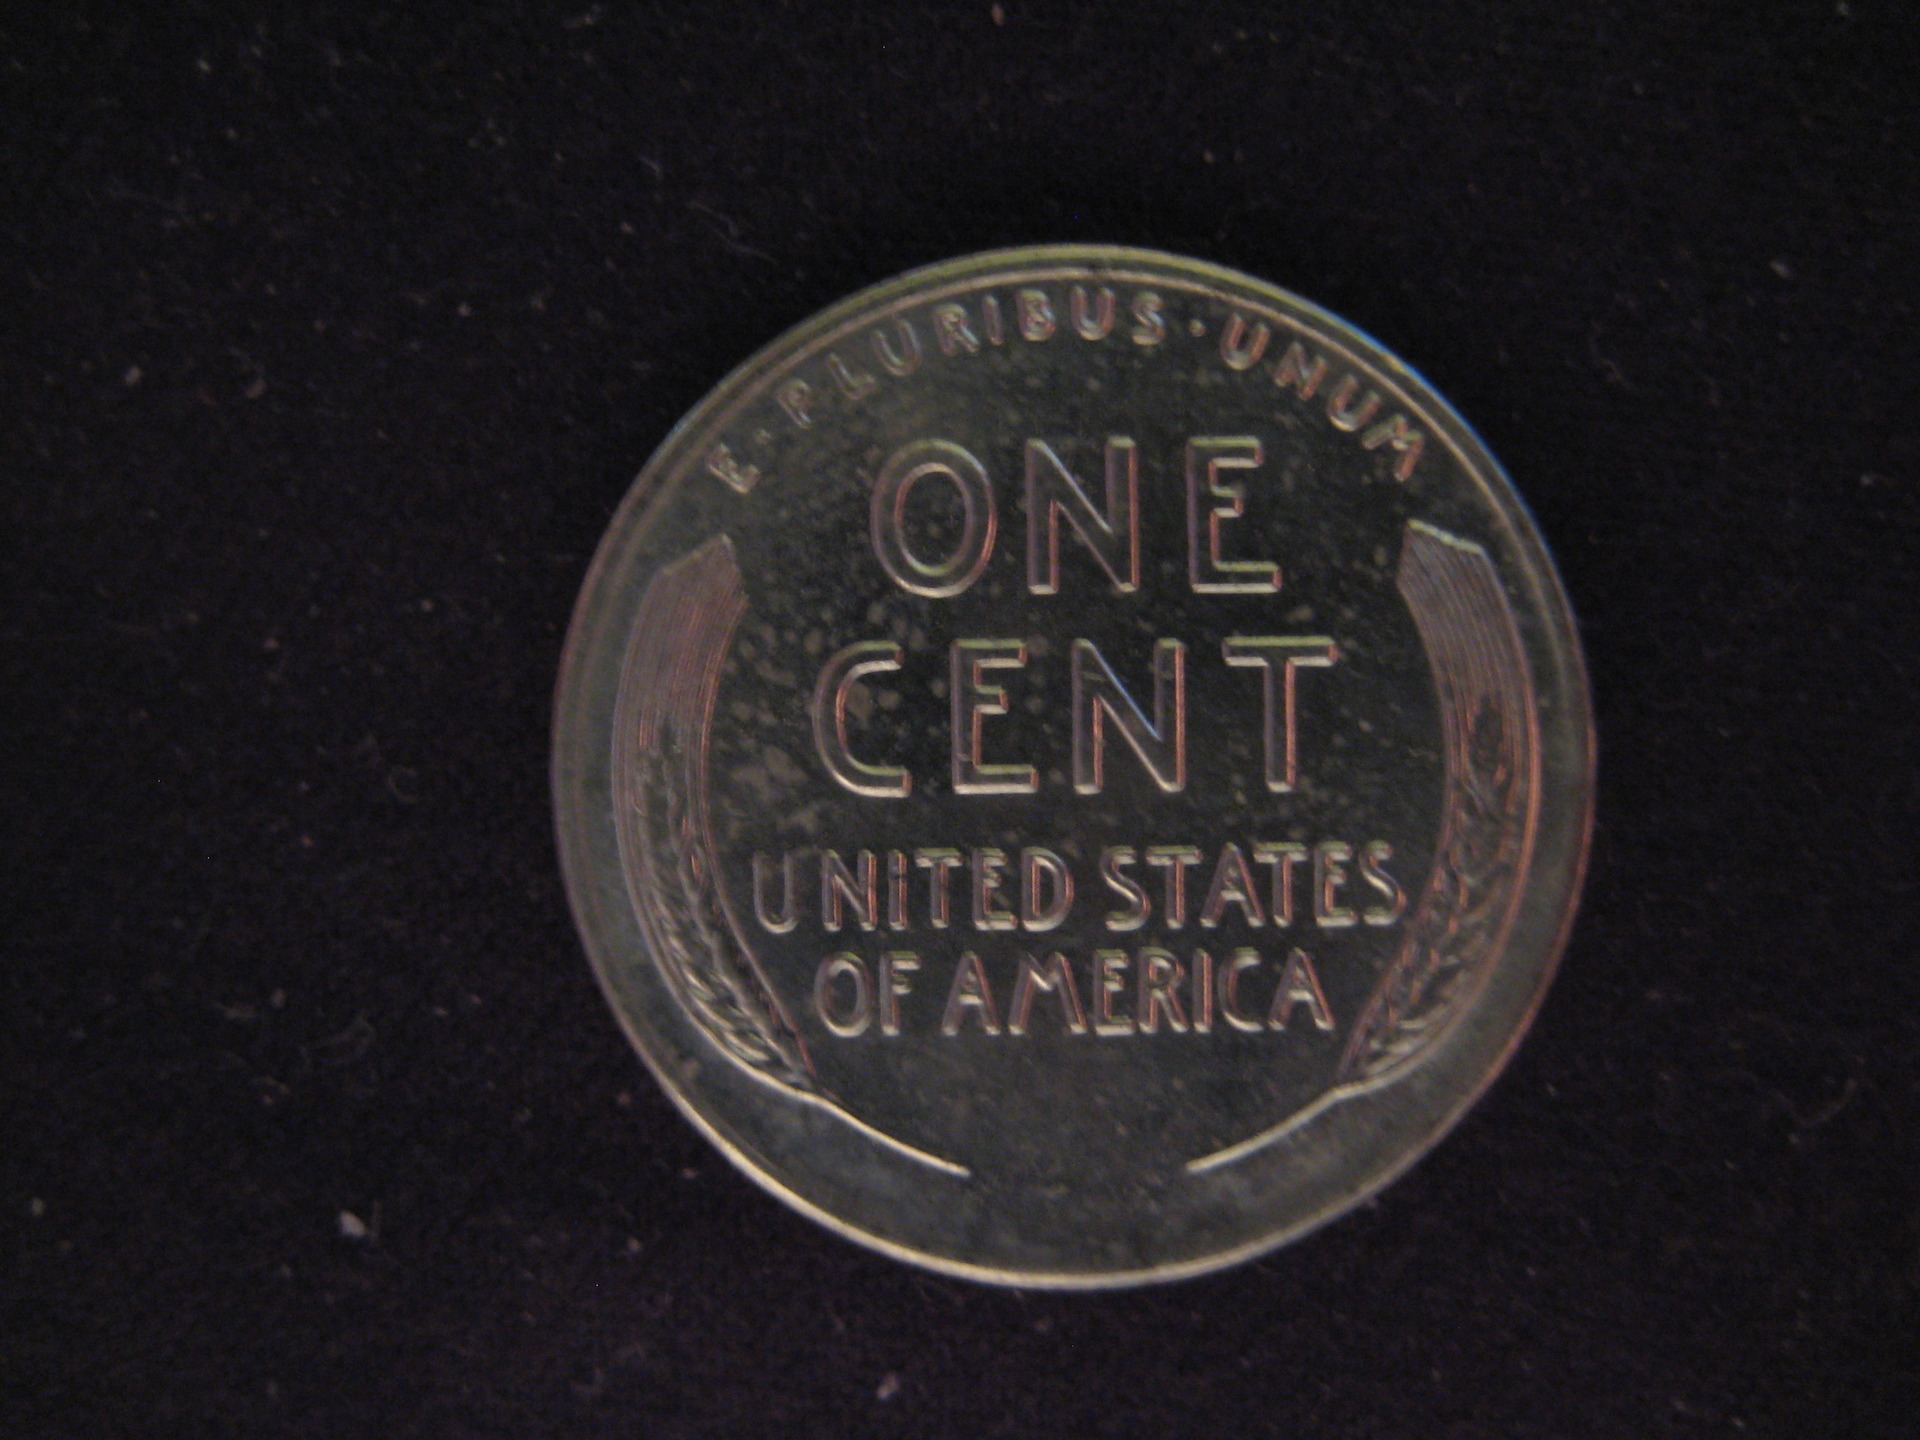 E·PLURIBUS·UNUM
ONE
CENT
UNITED STATES
OF AMERICA